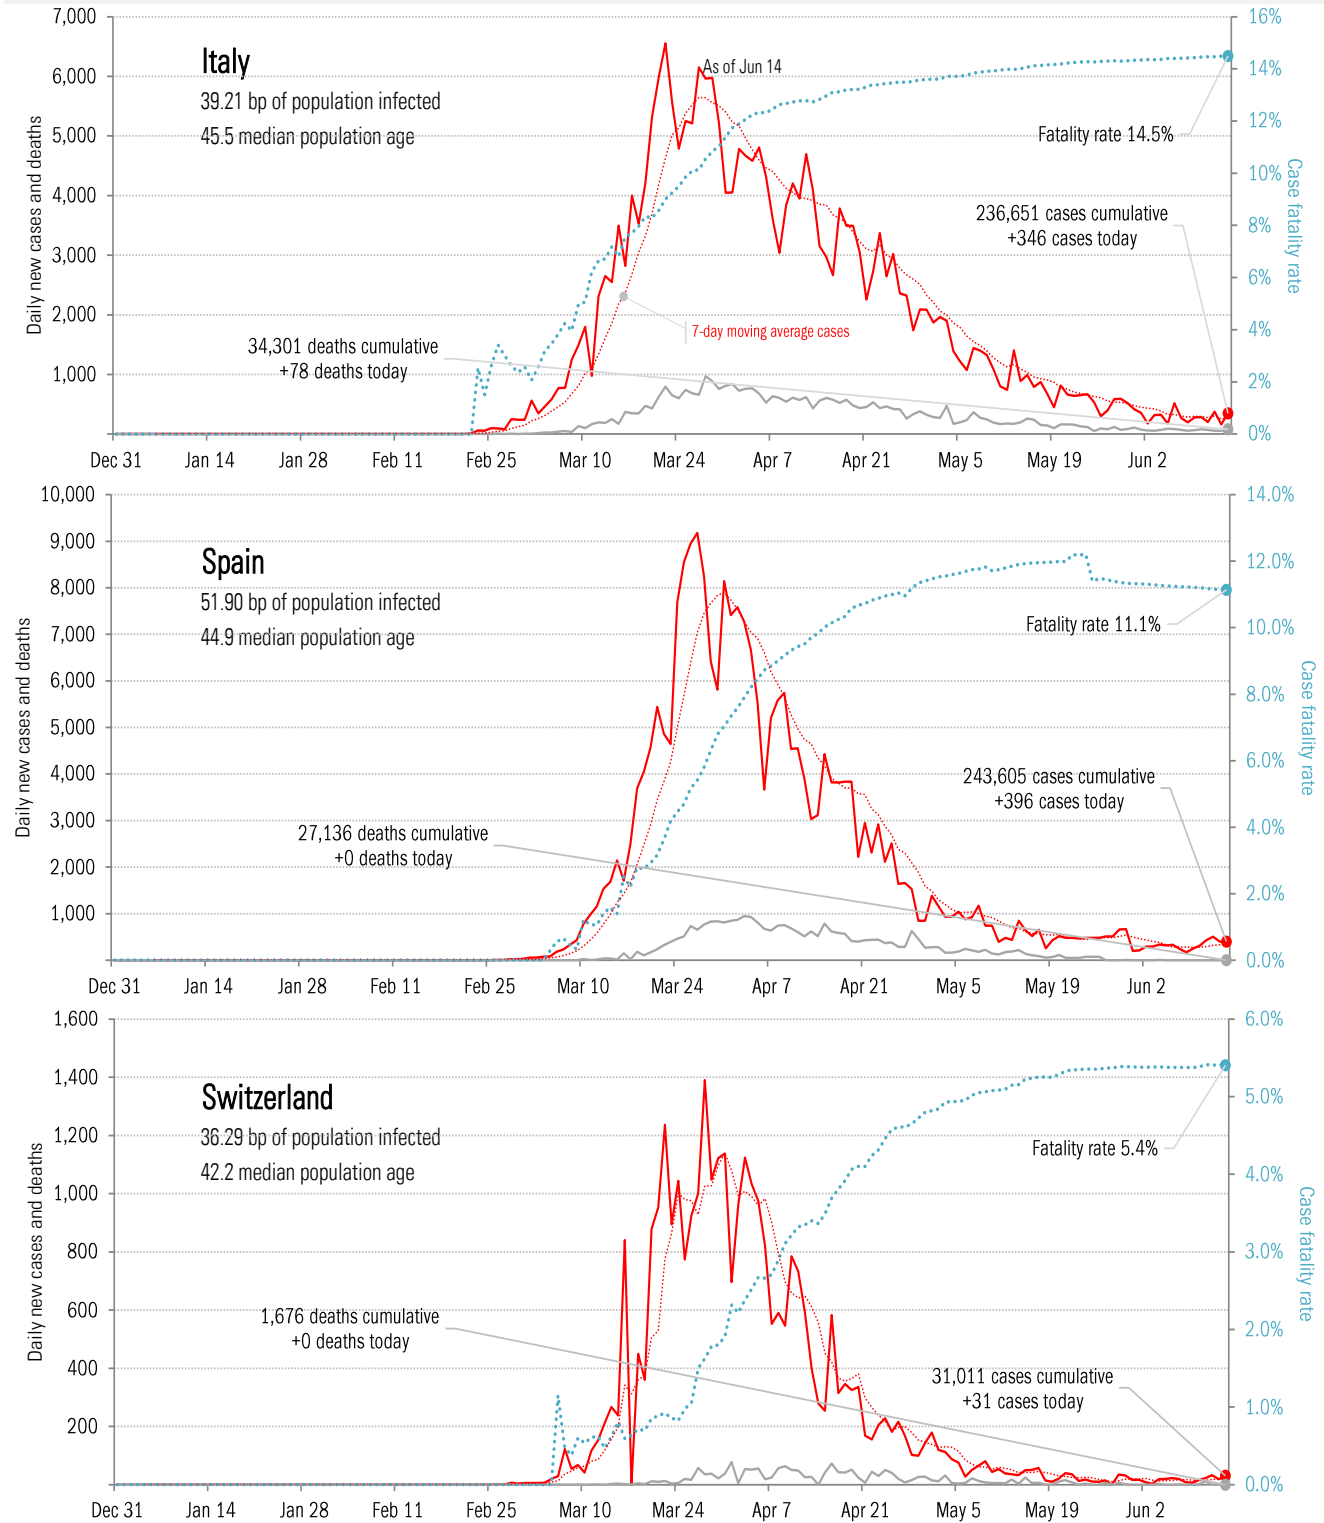 7,000
6,000
5,000
4,000
3,000
2,000
1,000
Daily new cases and deaths
Italy
39.21 bp of population infected
45.5 median population age
As of Jun 14
7-day moving average cases
34,301 deaths cumulative
+78 deaths today
Fatality rate 14.5%
236,651 cases cumulative
+346 cases today
16%
14%
12%
10%
8%
6%
4%
2%
0%
Case fatality rate
Dec 31 Jan 14 Jan 28 Feb 11 Feb 25 Mar 10 Mar 24 Apr 7 Apr 21 May 5 May 19 Jun 2
10,000
9,000
8,000
7,000
6,000
5,000
4,000
3,000
2,000
1,000
Daily new cases and deaths
Spain
51.90 bp of population infected
44.9 median population age
27,136 deaths cumulative
+0 deaths today
Fatality rate 11.1%
243,605 cases cumulative
+396 cases today
14.0%
12.0%
10.0%
8.0%
6.0%
4.0%
2.0%
0.0%
Case fatality rate
Dec 31 Jan 14 Jan 28 Feb 11 Feb 25 Mar 10 Mar 24 Apr 7 Apr 21 May 5 May 19 Jun 2
1,600
1,400
1,200
1,000
800
600
400
200
Daily new cases and deaths
Switzerland
36.29 bp of population infected
42.2 median population age
1,676 deaths cumulative
+0 deaths today
Fatality rate 5.4%
31,011 cases cumulative
+31 cases today
6.0%
5.0%
4.0%
3.0%
2.0%
1.0%
0.0%
Case fatality rate
Dec 31 Jan 14 Jan 28 Feb 11 Feb 25 Mar 10 Mar 24 Apr 7 Apr 21 May 5 May 19 Jun 2